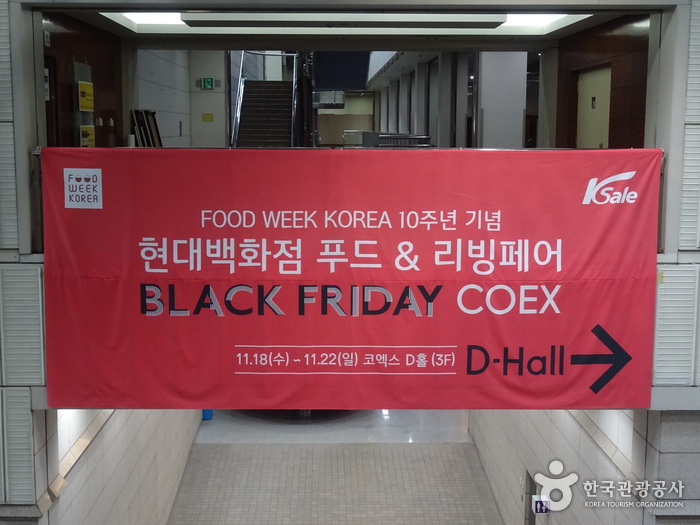 FOOD
WEEK
KOREA
KSale
FOOD WEEK KOREA 10주년 기념
현대백화점 푸드 & 리빙페어
BLACK FRIDAY COEX
11.18(수) ~ 11.22(일) 코엑스 D홀 (3F)
D-Hall
한국관광공사
KOREA TOURISM ORGANIZATION